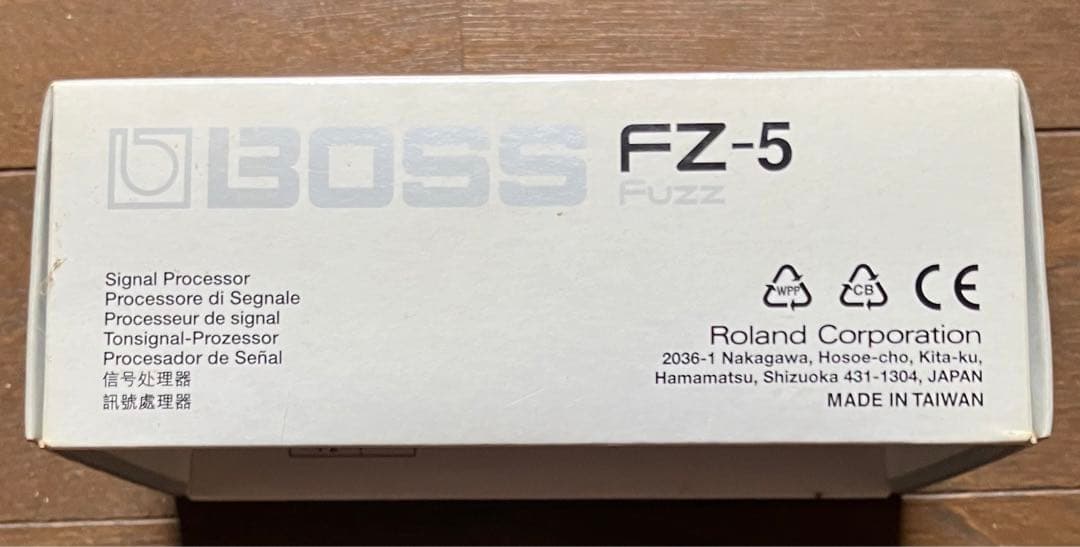 BOSS FZ-5
Fuzz
Signal Processor
Processore di Segnale
Processeur de signal
Tonsignal-Prozessor
Procesador de Señal
信号处理器
訊號處理器
WPP CB CE
Roland Corporation
2036-1 Nakagawa, Hosoe-cho, Kita-ku,
Hamamatsu, Shizuoka 431-1304, JAPAN
MADE IN TAIWAN